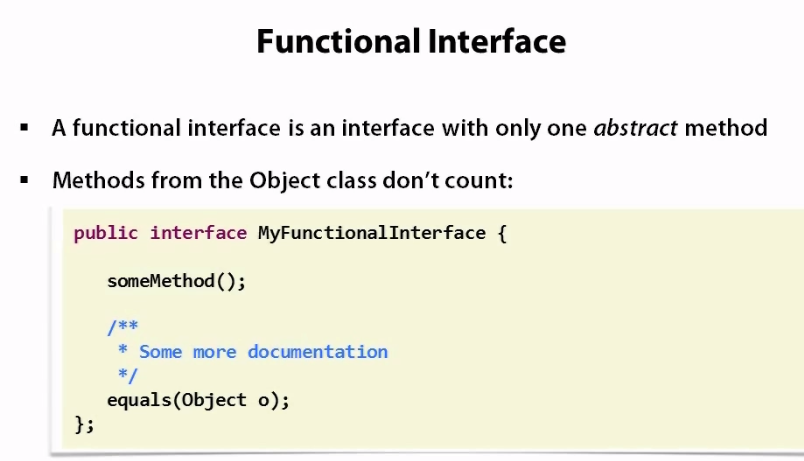 Functional Interface
▪ A functional interface is an interface with only one abstract method
▪ Methods from the Object class don't count:
public interface MyFunctionalInterface {
someMethod();
/**
* Some more documentation
*/
equals(Object o);
};